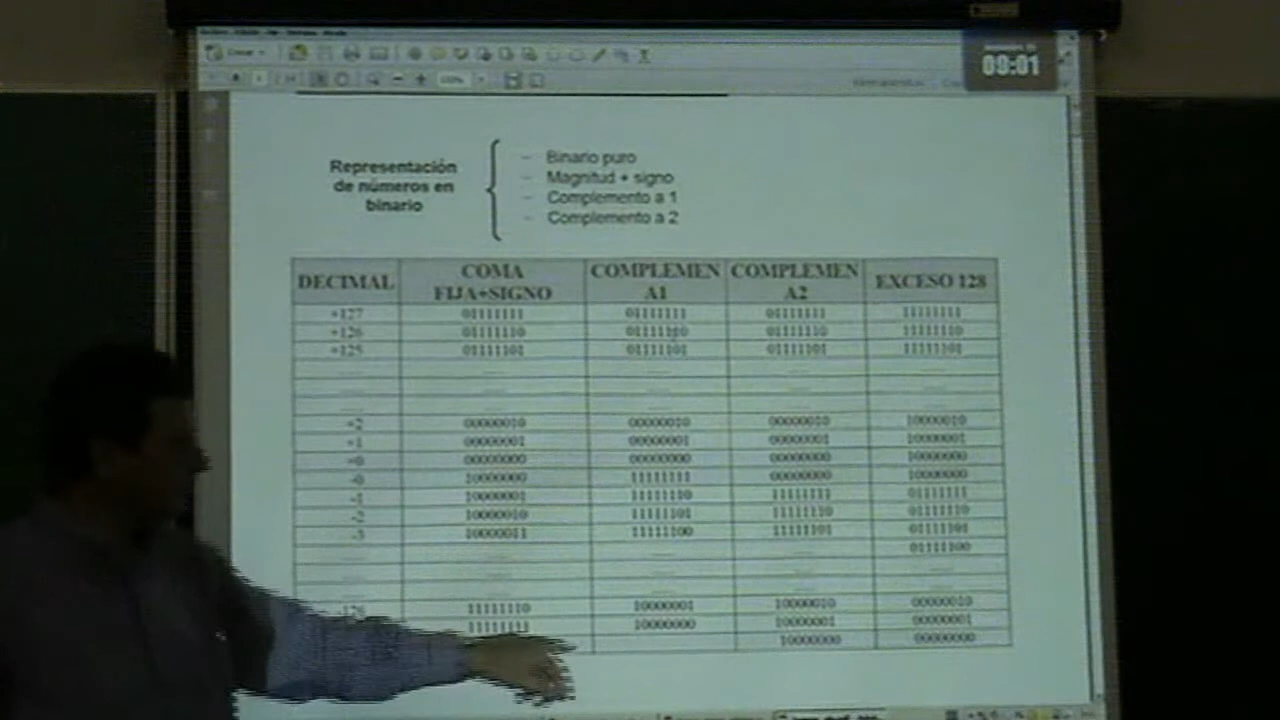 09:01
Representación
de números en
binario
– Binario puro
– Magnitud + signo
– Complemento a 1
– Complemento a 2
DECIMAL COMA FIJA+SIGNO COMPLEMEN A1 COMPLEMEN A2 EXCESO 128
+127 01111111 01111111 01111111 11111111
+126 01111110 01111110 01111110 11111110
+125 01111101 01111101 01111101 11111101
+2 00000010 00000010 00000010 10000010
+1 00000001 00000001 00000001 10000001
+0 00000000 00000000 00000000 10000000
-0 10000000 11111111 00000000 10000000
-1 10000001 11111110 11111111 01111111
-2 10000010 11111101 11111110 01111110
-3 10000011 11111100 11111101 01111101
01111100
-126 11111110 10000001 10000010 00000010
11111111 10000000 10000001 00000001
10000000 00000000